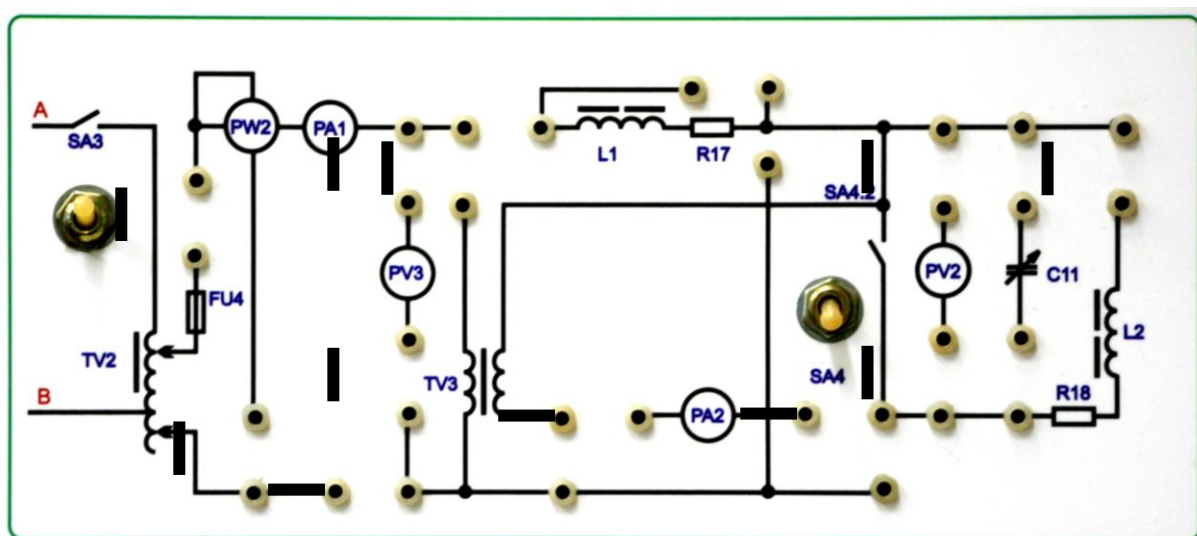 A
SA3
PW2
PA1
L1
R17
SA4.2
PV3
PV2
C11
FU4
TV2
TV3
L2
B
SA4
R18
PA2